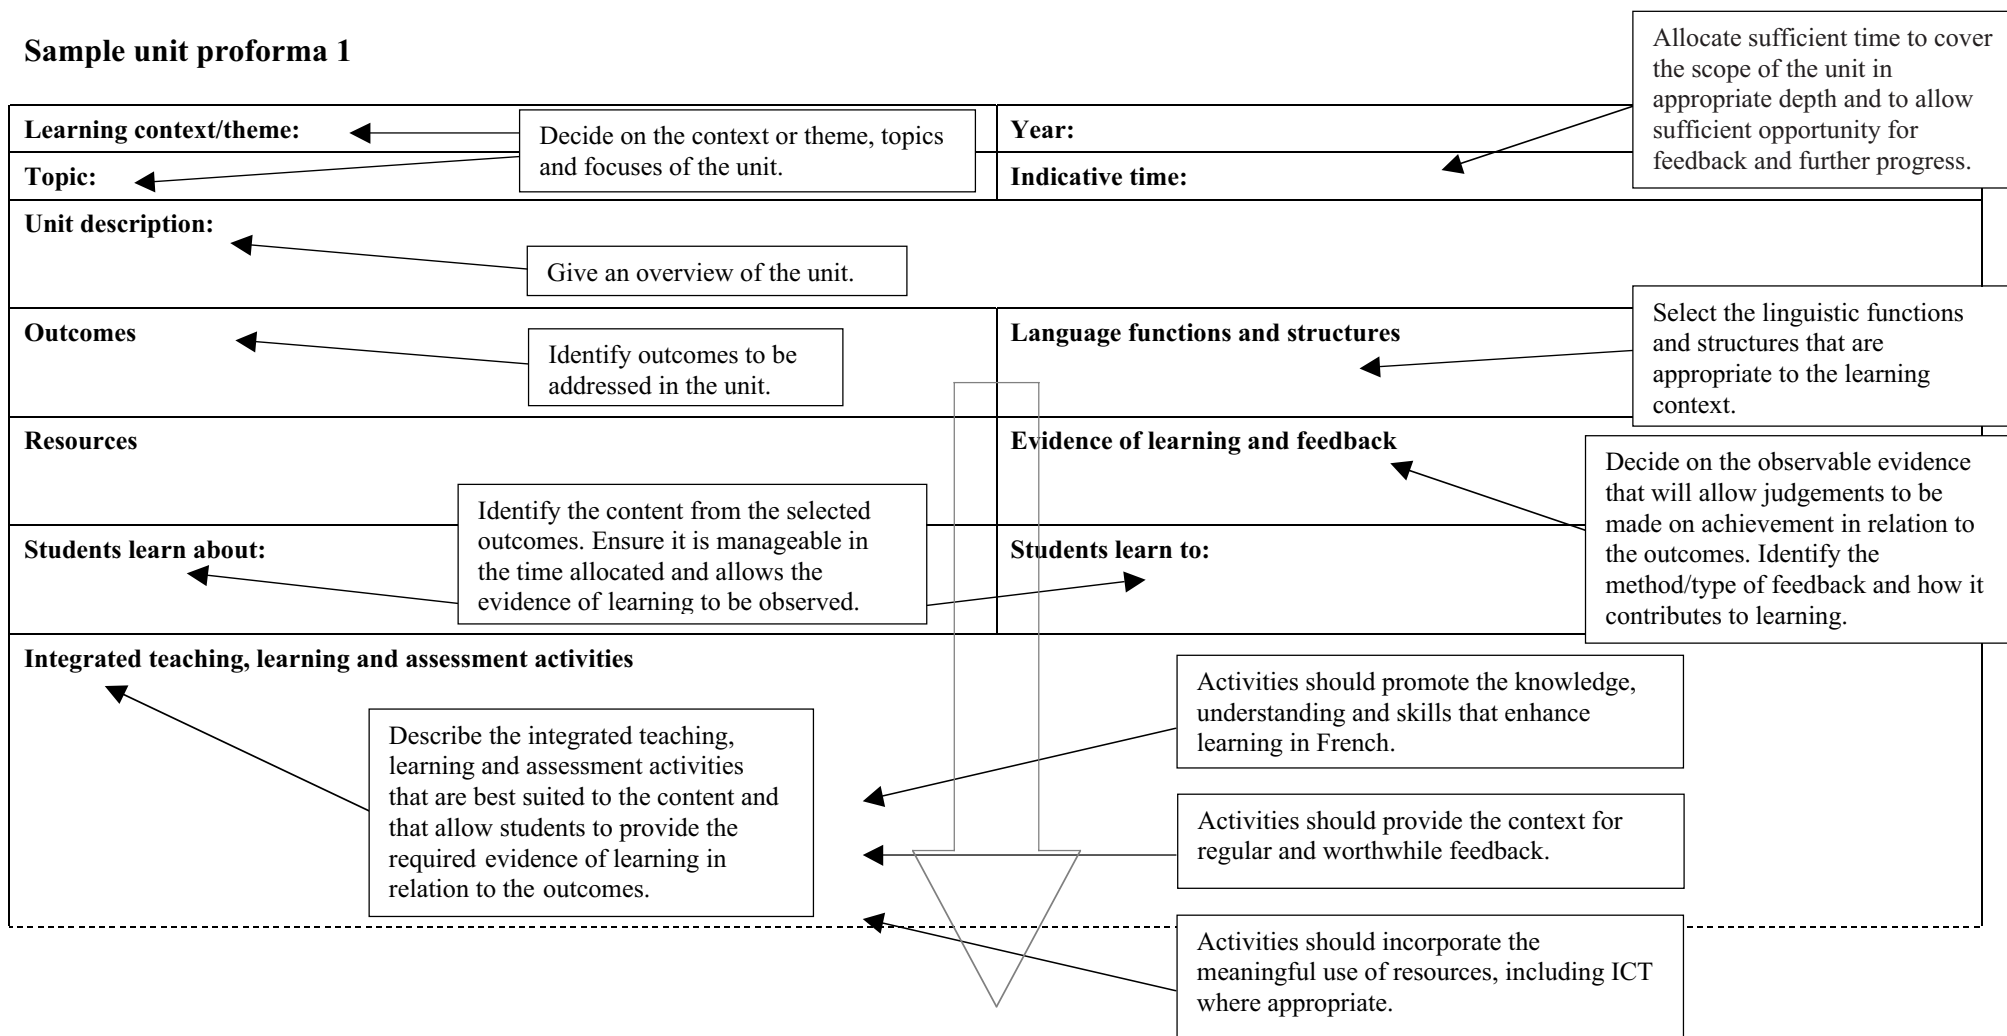 Sample unit proforma 1
Allocate sufficient time to cover
the scope of the unit in
appropriate depth and to allow
sufficient opportunity for
feedback and further progress.
Learning context/theme:
Decide on the context or theme, topics
and focuses of the unit.
Year:
Topic:
Indicative time:
Unit description:
Give an overview of the unit.
Outcomes
Identify outcomes to be
addressed in the unit.
Language functions and structures
Select the linguistic functions
and structures that are
appropriate to the learning
context.
Resources
Evidence of learning and feedback
Decide on the observable evidence
that will allow judgements to be
made on achievement in relation to
the outcomes. Identify the
method/type of feedback and how it
contributes to learning.
Identify the content from the selected
outcomes. Ensure it is manageable in
the time allocated and allows the
evidence of learning to be observed.
Students learn about:
Students learn to:
Integrated teaching, learning and assessment activities
Describe the integrated teaching,
learning and assessment activities
that are best suited to the content and
that allow students to provide the
required evidence of learning in
relation to the outcomes.
Activities should promote the knowledge,
understanding and skills that enhance
learning in French.
Activities should provide the context for
regular and worthwhile feedback.
Activities should incorporate the
meaningful use of resources, including ICT
where appropriate.